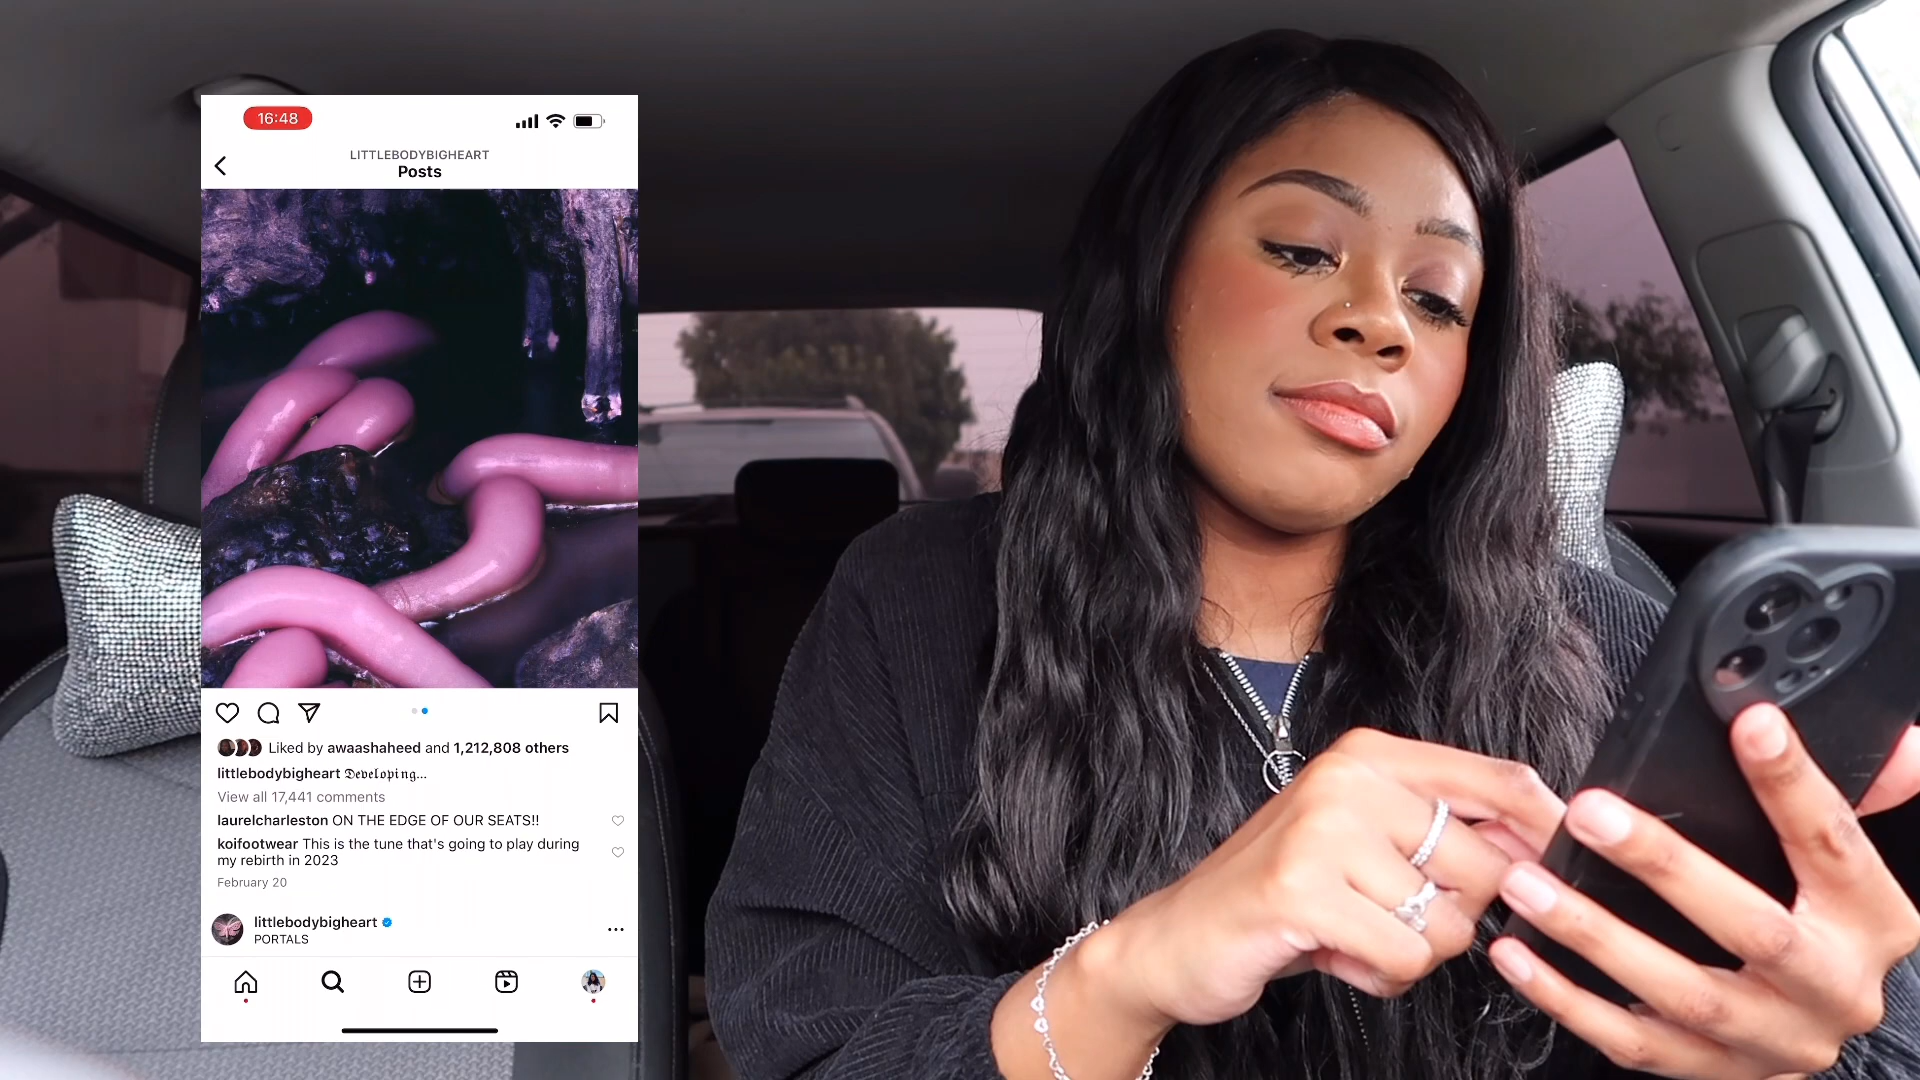 16:48
LITTLEBODYBIGHEART
Posts
Liked by awaashaheed and 1,212,808 others
littlebodybigheart 𝔇𝔢𝔳𝔢𝔩𝔬𝔭𝔦𝔫𝔤...
View all 17,441 comments
laurelcharleston ON THE EDGE OF OUR SEATS!!
koifootwear This is the tune that's going to play during
my rebirth in 2023
February 20
littlebodybigheart
PORTALS